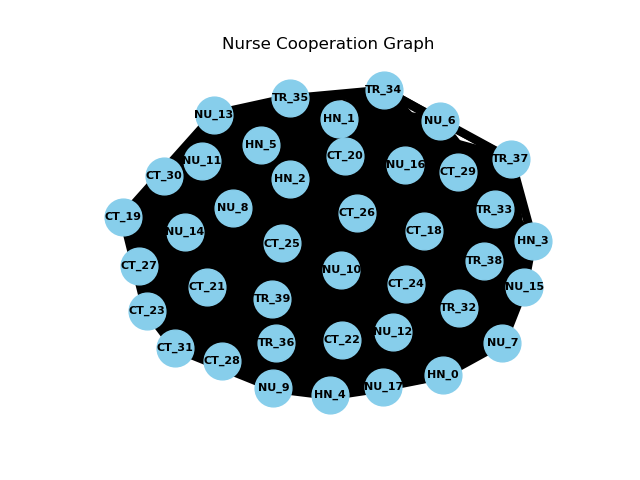 Nurse Cooperation Graph
TR_34
TR_35
NU_13
HN_1
NU_6
HN_5
CT_20
TR_37
NU_11
NU_16
CT_29
CT_30
HN_2
NU_8
TR_33
CT_26
CT_19
NU_14
CT_18
HN_3
CT_25
TR_38
CT_27
NU_10
CT_24
CT_21
NU_15
TR_39
TR_32
CT_23
NU_12
CT_22
TR_36
NU_7
CT_31
CT_28
HN_0
NU_17
NU_9
HN_4